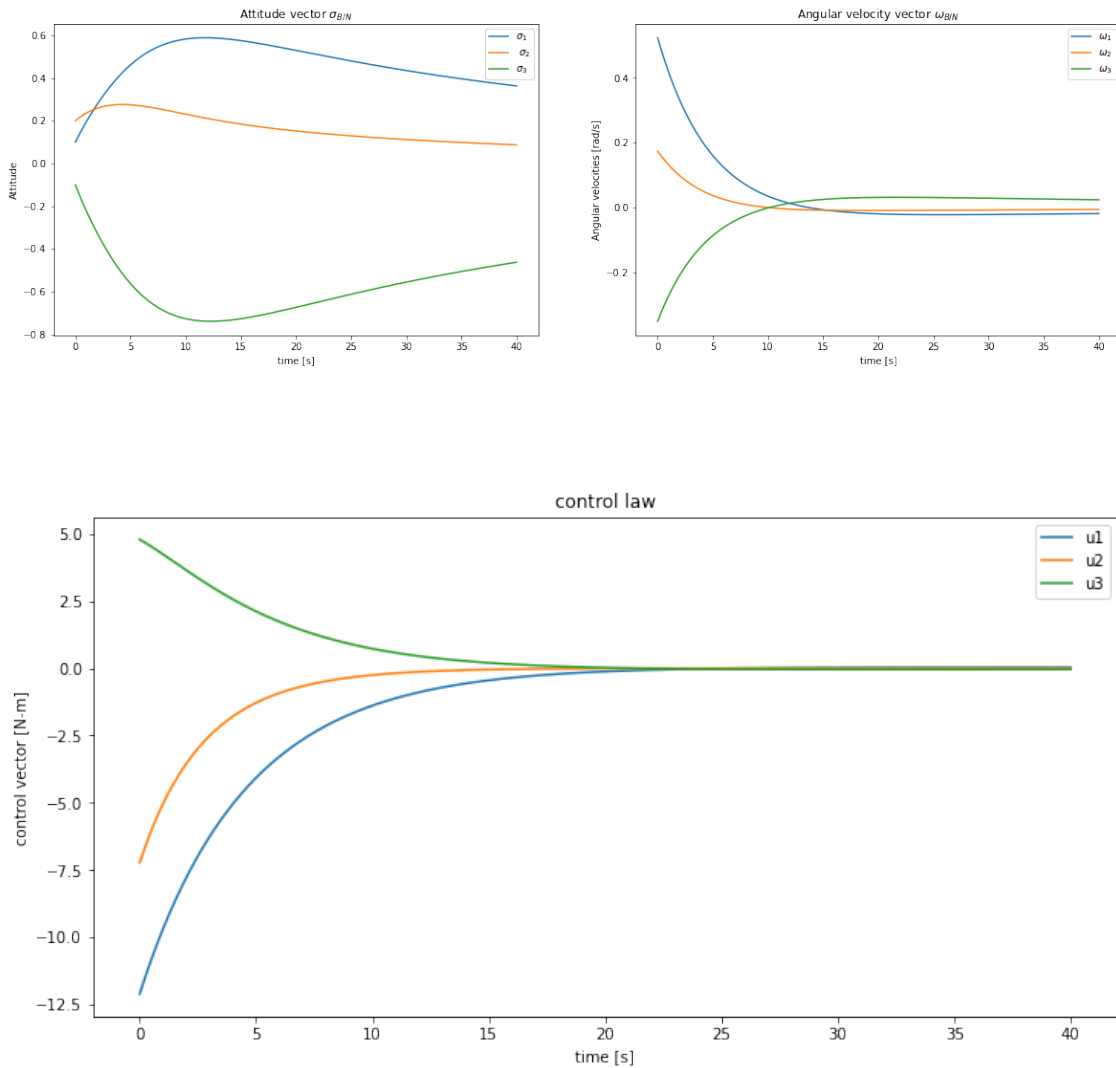 Attitude vector σ_B/N
0.6
0.4
0.2
0.0
−0.2
−0.4
−0.6
−0.8
Attitude
0
5
10
15
20
25
30
35
40
time [s]
σ₁
σ₂
σ₃
Angular velocity vector ω_B/N
0.4
0.2
0.0
−0.2
Angular velocities [rad/s]
0
5
10
15
20
25
30
35
40
time [s]
ω₁
ω₂
ω₃
control law
5.0
2.5
0.0
−2.5
−5.0
−7.5
−10.0
−12.5
control vector [N-m]
0
5
10
15
20
25
30
35
40
time [s]
u1
u2
u3